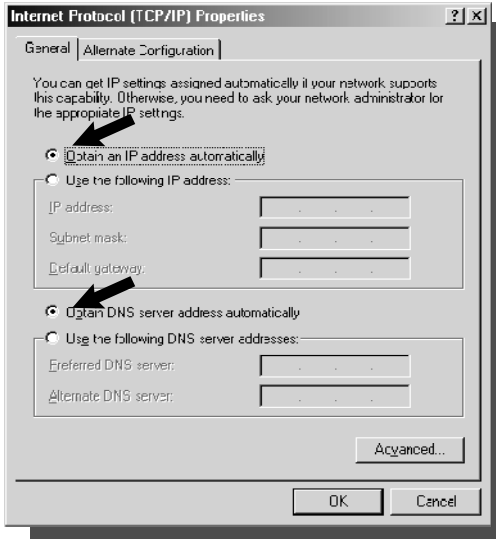 Internet Protocol (TCP/IP) Properties
? X
General
Alternate Configuration
You can get IP settings assigned automatically if your network supports
this capability. Otherwise, you need to ask your network administrator for
the appropriate IP settings.
Obtain an IP address automatically
Use the following IP address:
IP address:
Subnet mask:
Default gateway:
Obtain DNS server address automatically
Use the following DNS server addresses:
Preferred DNS server:
Alternate DNS server:
Advanced...
OK
Cancel